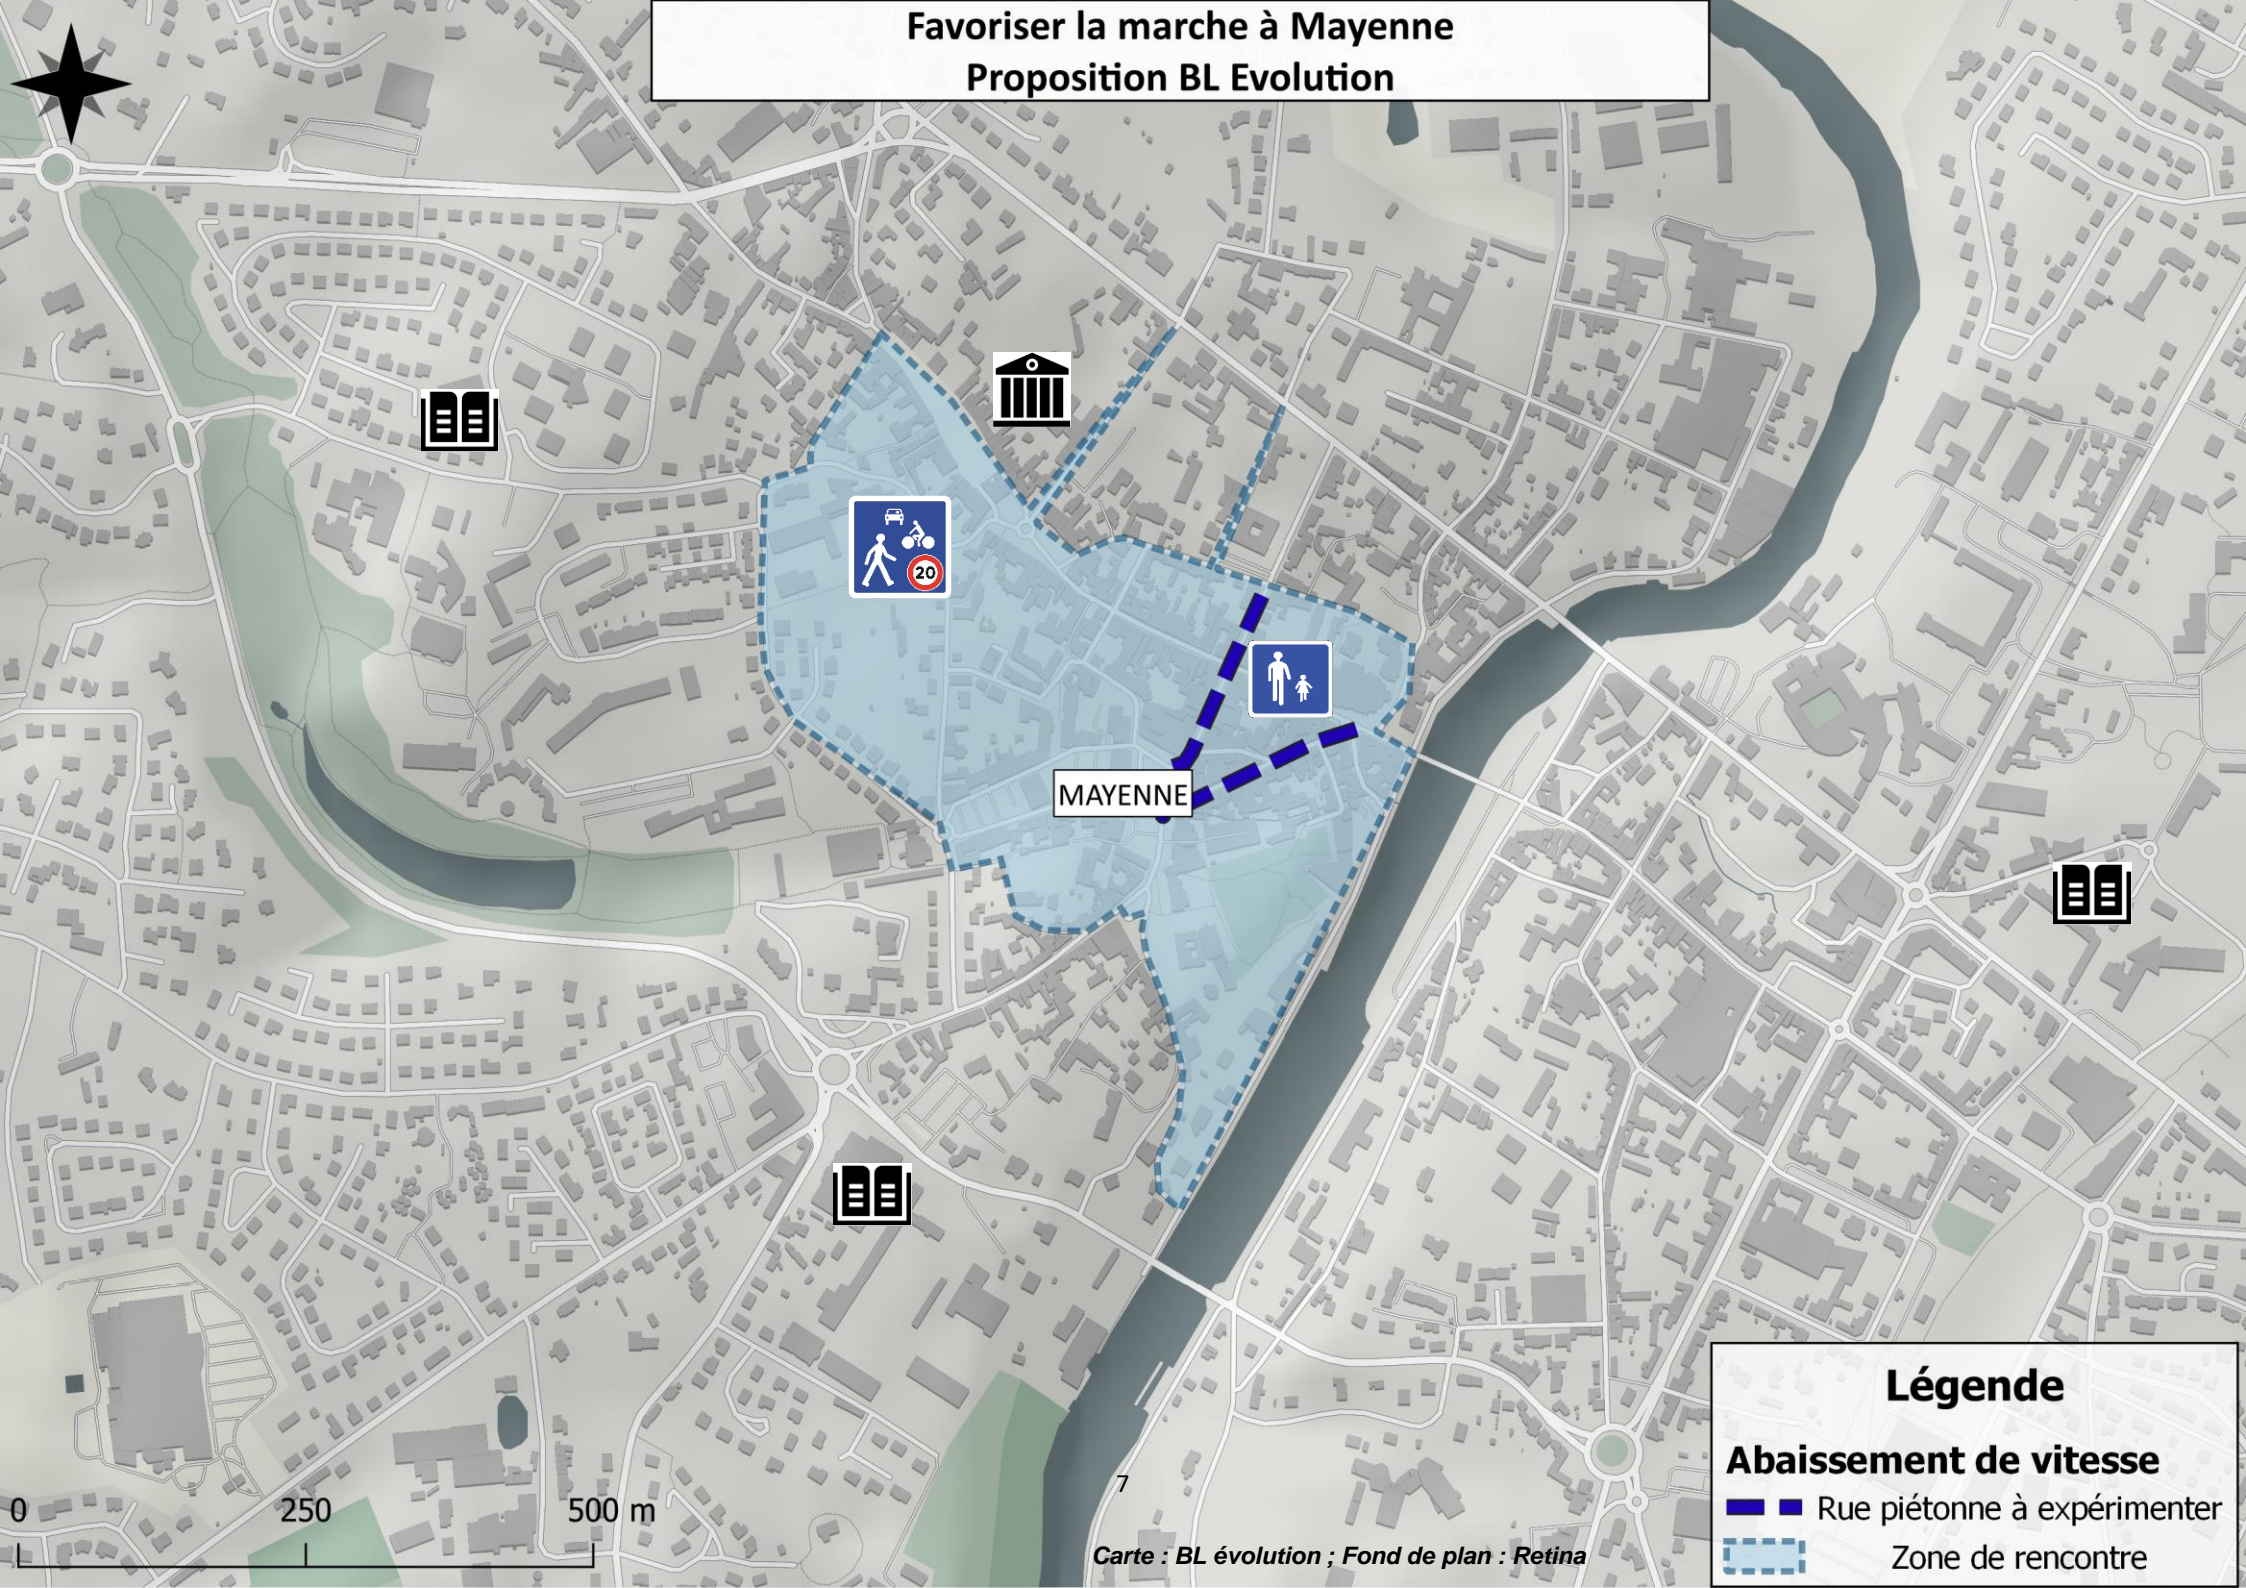 Favoriser la marche à Mayenne
Proposition BL Evolution
20
MAYENNE
Légende
Abaissement de vitesse
Rue piétonne à expérimenter
Zone de rencontre
0 250 500 m
7
Carte : BL évolution ; Fond de plan : Retina